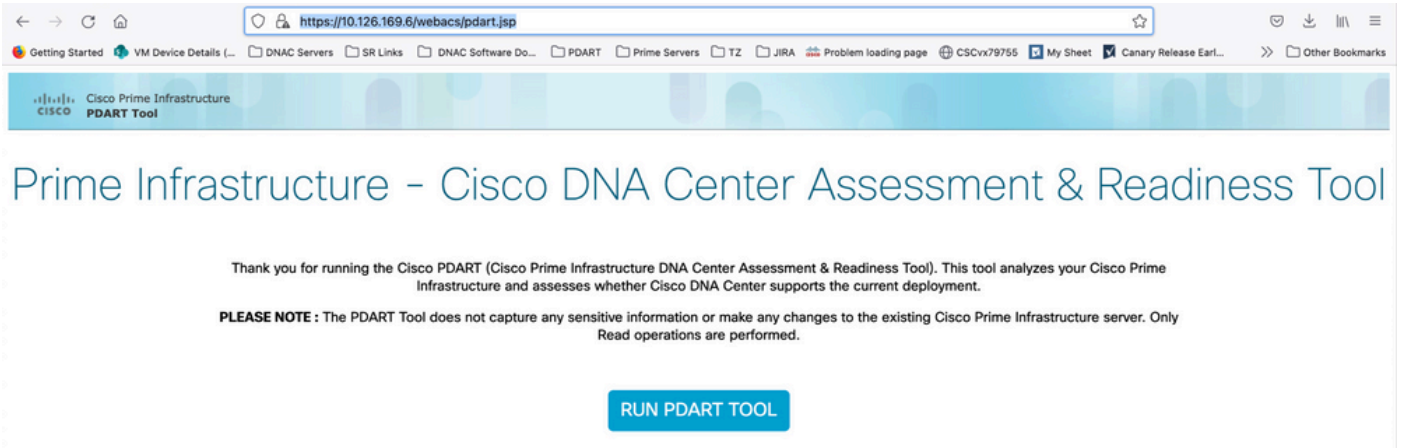 https://10.126.169.6/webacs/pdart.jsp
Getting Started VM Device Details (... DNAC Servers SR Links DNAC Software Do... PDART Prime Servers TZ JIRA Problem loading page CSCvx79755 My Sheet Canary Release Earl... >> Other Bookmarks
Cisco Prime Infrastructure
CISCO PDART Tool
Prime Infrastructure - Cisco DNA Center Assessment & Readiness Tool
Thank you for running the Cisco PDART (Cisco Prime Infrastructure DNA Center Assessment & Readiness Tool). This tool analyzes your Cisco Prime
Infrastructure and assesses whether Cisco DNA Center supports the current deployment.
PLEASE NOTE : The PDART Tool does not capture any sensitive information or make any changes to the existing Cisco Prime Infrastructure server. Only
Read operations are performed.
RUN PDART TOOL